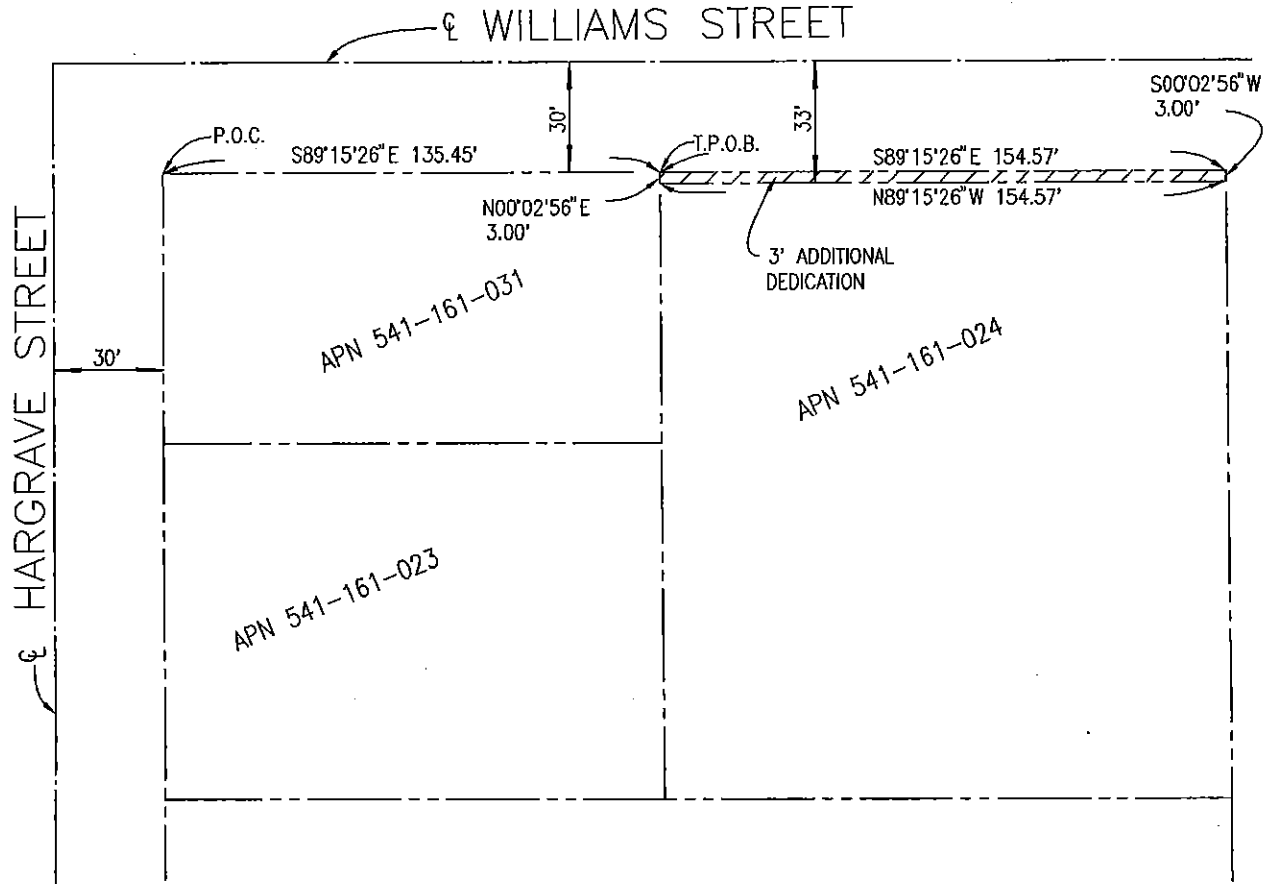 ℄ WILLIAMS STREET
S00°02'56"W
3.00'
30'
33'
P.O.C.
T.P.O.B.
S89°15'26"E 135.45'
S89°15'26"E 154.57'
N89°15'26"W 154.57'
N00°02'56"E
3.00'
3' ADDITIONAL
DEDICATION
APN 541-161-031
APN 541-161-024
30'
℄ HARGRAVE STREET
APN 541-161-023